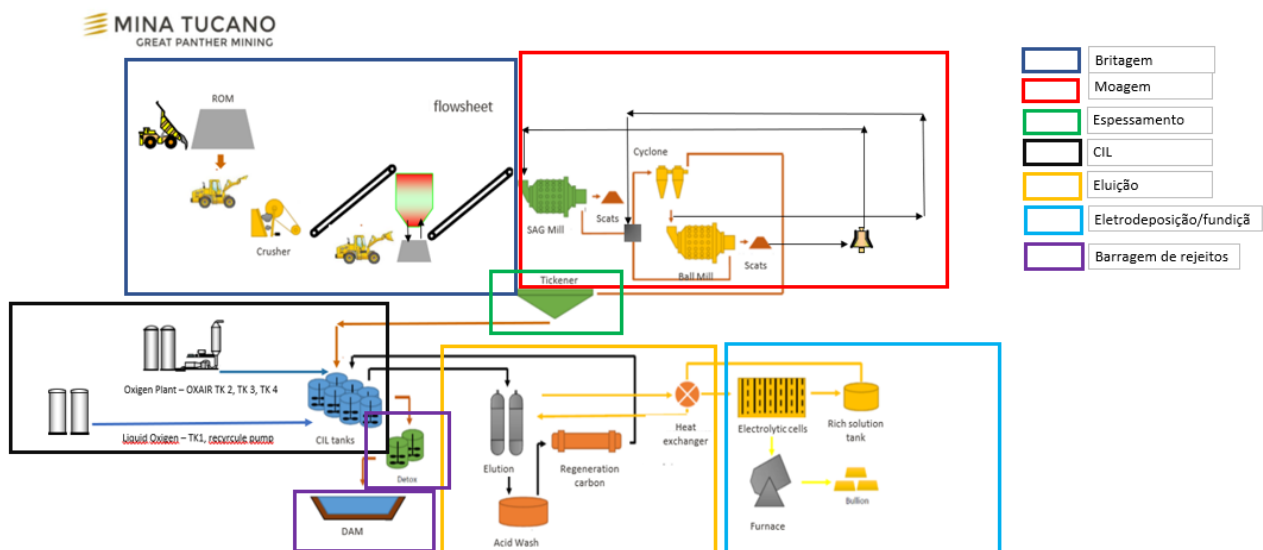 MINA TUCANO
GREAT PANTHER MINING
ROM
flowsheet
Crusher
SAG Mill
Scats
Cyclone
Ball Mill
Scats
Tickener
Oxigen Plant – OXAIR TK 2, TK 3, TK 4
Liquid Oxigen – TK1, recyrcule pump
CIL tanks
Detox
DAM
Elution
Acid Wash
Regeneration
carbon
Heat
exchanger
Electrolytic cells
Rich solution
tank
Furnace
Bullion
Britagem
Moagem
Espessamento
CIL
Eluição
Eletrodeposição/fundiçã
Barragem de rejeitos